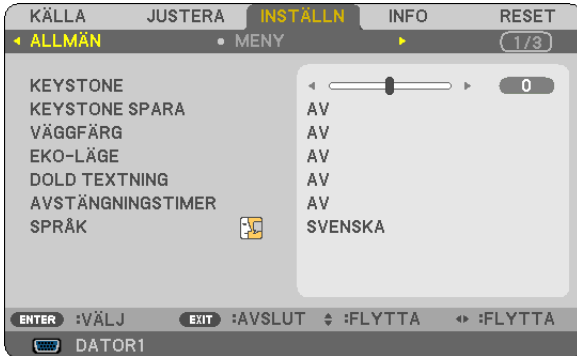 KÄLLA JUSTERA INSTÄLLN INFO RESET
ALLMÄN MENY 1/3
KEYSTONE 0
KEYSTONE SPARA AV
VÄGGFÄRG AV
EKO-LÄGE AV
DOLD TEXTNING AV
AVSTÄNGNINGSTIMER AV
SPRÅK SVENSKA
ENTER :VÄLJ EXIT :AVSLUT :FLYTTA :FLYTTA
DATOR1